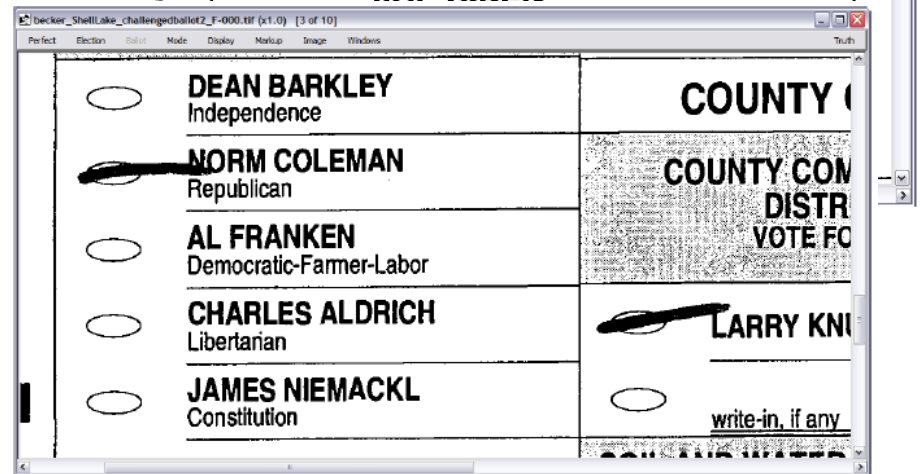 becker_ShellLake_challengedballot2_F-000.tif (x1.0) [3 of 10]
Perfect Election Ballot Mode Display Markup Image Windows Truth
DEAN BARKLEY
Independence
NORM COLEMAN
Republican
AL FRANKEN
Democratic-Farmer-Labor
CHARLES ALDRICH
Libertarian
JAMES NIEMACKL
Constitution
COUNTY
COUNTY COM
DISTR
VOTE FO
LARRY KNU
write-in, if any